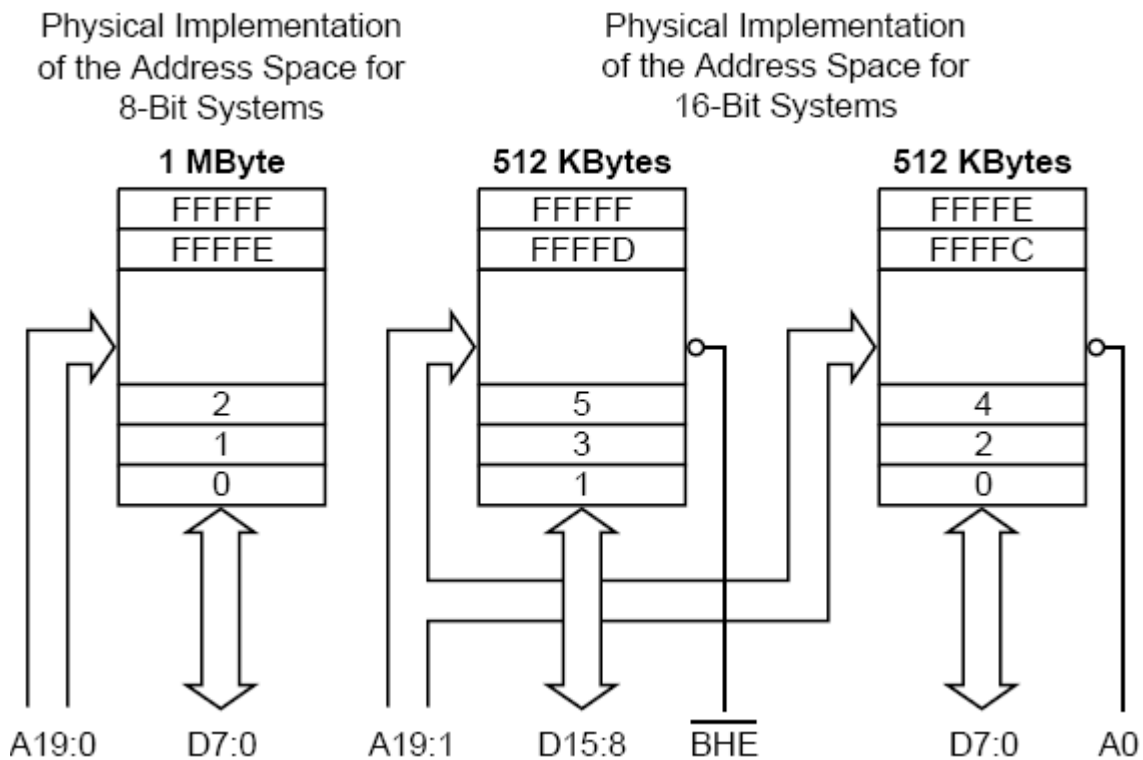 Physical Implementation
of the Address Space for
8-Bit Systems
Physical Implementation
of the Address Space for
16-Bit Systems
1 MByte
FFFFF
FFFFE
2
1
0
512 KBytes
FFFFF
FFFFD
5
3
1
512 KBytes
FFFFE
FFFFC
4
2
0
A19:0
D7:0
A19:1
D15:8
BHE
D7:0
A0